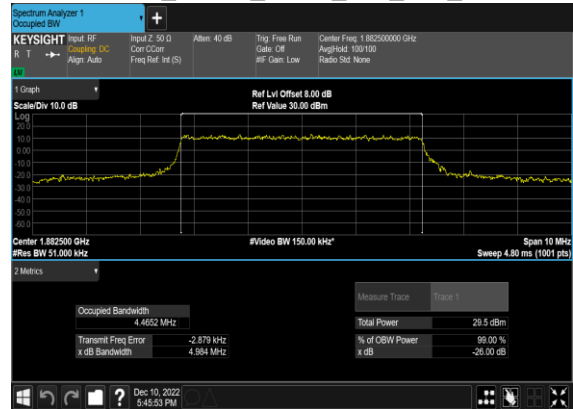 Spectrum Analyzer 1
Occupied BW
+
KEYSIGHT Input: RF Input Z: 50 Ω Atten: 40 dB Trig: Free Run Center Freq: 1.882500000 GHz
R T Coupling: DC Corr CCorr Gate: Off Avg|Hold: 100/100
Align: Auto Freq Ref: Int (S) #IF Gain: Low Radio Std: None
LW
1 Graph
Ref Lvl Offset 8.00 dB
Scale/Div 10.0 dB Ref Value 30.00 dBm
Log
20.0
10.0
0.00
-10.0
-20.0
-30.0
-40.0
-50.0
-60.0
Center 1.882500 GHz #Video BW 150.00 kHz* Span 10 MHz
#Res BW 51.000 kHz Sweep 4.80 ms (1001 pts)
2 Metrics
Measure Trace Trace 1
Occupied Bandwidth
4.4652 MHz Total Power 29.5 dBm
Transmit Freq Error -2.879 kHz % of OBW Power 99.00 %
x dB Bandwidth 4.984 MHz x dB -26.00 dB
? Dec 10, 2022
5:45:53 PM